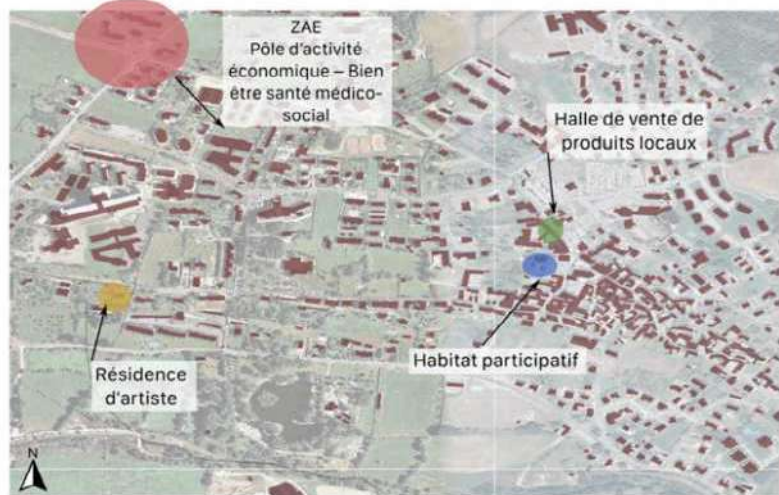 ZAE
Pôle d'activité
économique – Bien
être santé médico-
social
Halle de vente de
produits locaux
Habitat participatif
Résidence
d'artiste
N